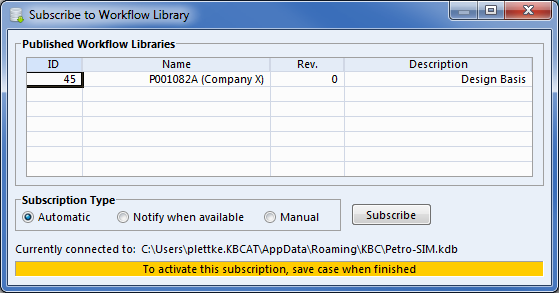 Subscribe to Workflow Library
Published Workflow Libraries
ID Name Rev. Description
45 P001082A (Company X) 0 Design Basis
Subscription Type
Automatic Notify when available Manual Subscribe
Currently connected to: C:\Users\plettke.KBCAT\AppData\Roaming\KBC\Petro-SIM.kdb
To activate this subscription, save case when finished